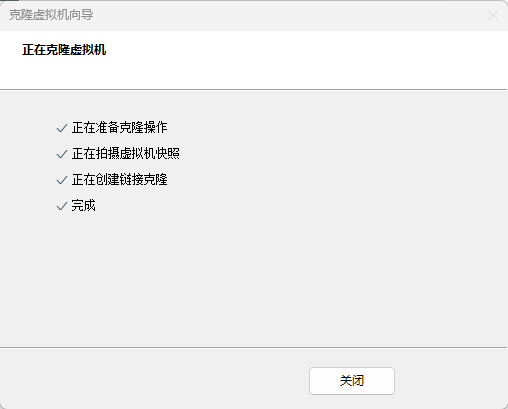 克隆虚拟机向导
正在克隆虚拟机
正在准备克隆操作
正在拍摄虚拟机快照
正在创建链接克隆
完成
关闭